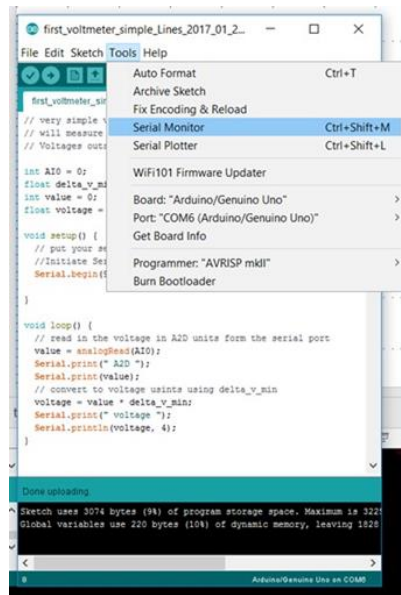 first_voltmeter_simple_Lines_2017_01_2...
File Edit Sketch Tools Help
Auto Format Ctrl+T
Archive Sketch
Fix Encoding & Reload
Serial Monitor Ctrl+Shift+M
Serial Plotter Ctrl+Shift+L
WiFi101 Firmware Updater
Board: "Arduino/Genuino Uno"
Port: "COM6 (Arduino/Genuino Uno)"
Get Board Info
Programmer: "AVRISP mkII"
Burn Bootloader
first_voltmeter_sir
// very simple
// will measure
// Voltages outs
int AI0 = 0;
float delta_v_mi
int value = 0;
float voltage =
void setup() {
// put your se
//Initiate Se
Serial.begin(
}
void loop() {
// read in the voltage in A2D units form the serial port
value = analogRead(AI0);
Serial.print(" A2D ");
Serial.print(value);
// convert to voltage usints using delta_v_min
voltage = value * delta_v_min;
Serial.print(" voltage ");
Serial.println(voltage, 4);
}
Done uploading.
Sketch uses 3074 bytes (9%) of program storage space. Maximum is 322
Global variables use 220 bytes (10%) of dynamic memory, leaving 1828
8 Arduino/Genuino Uno on COM6